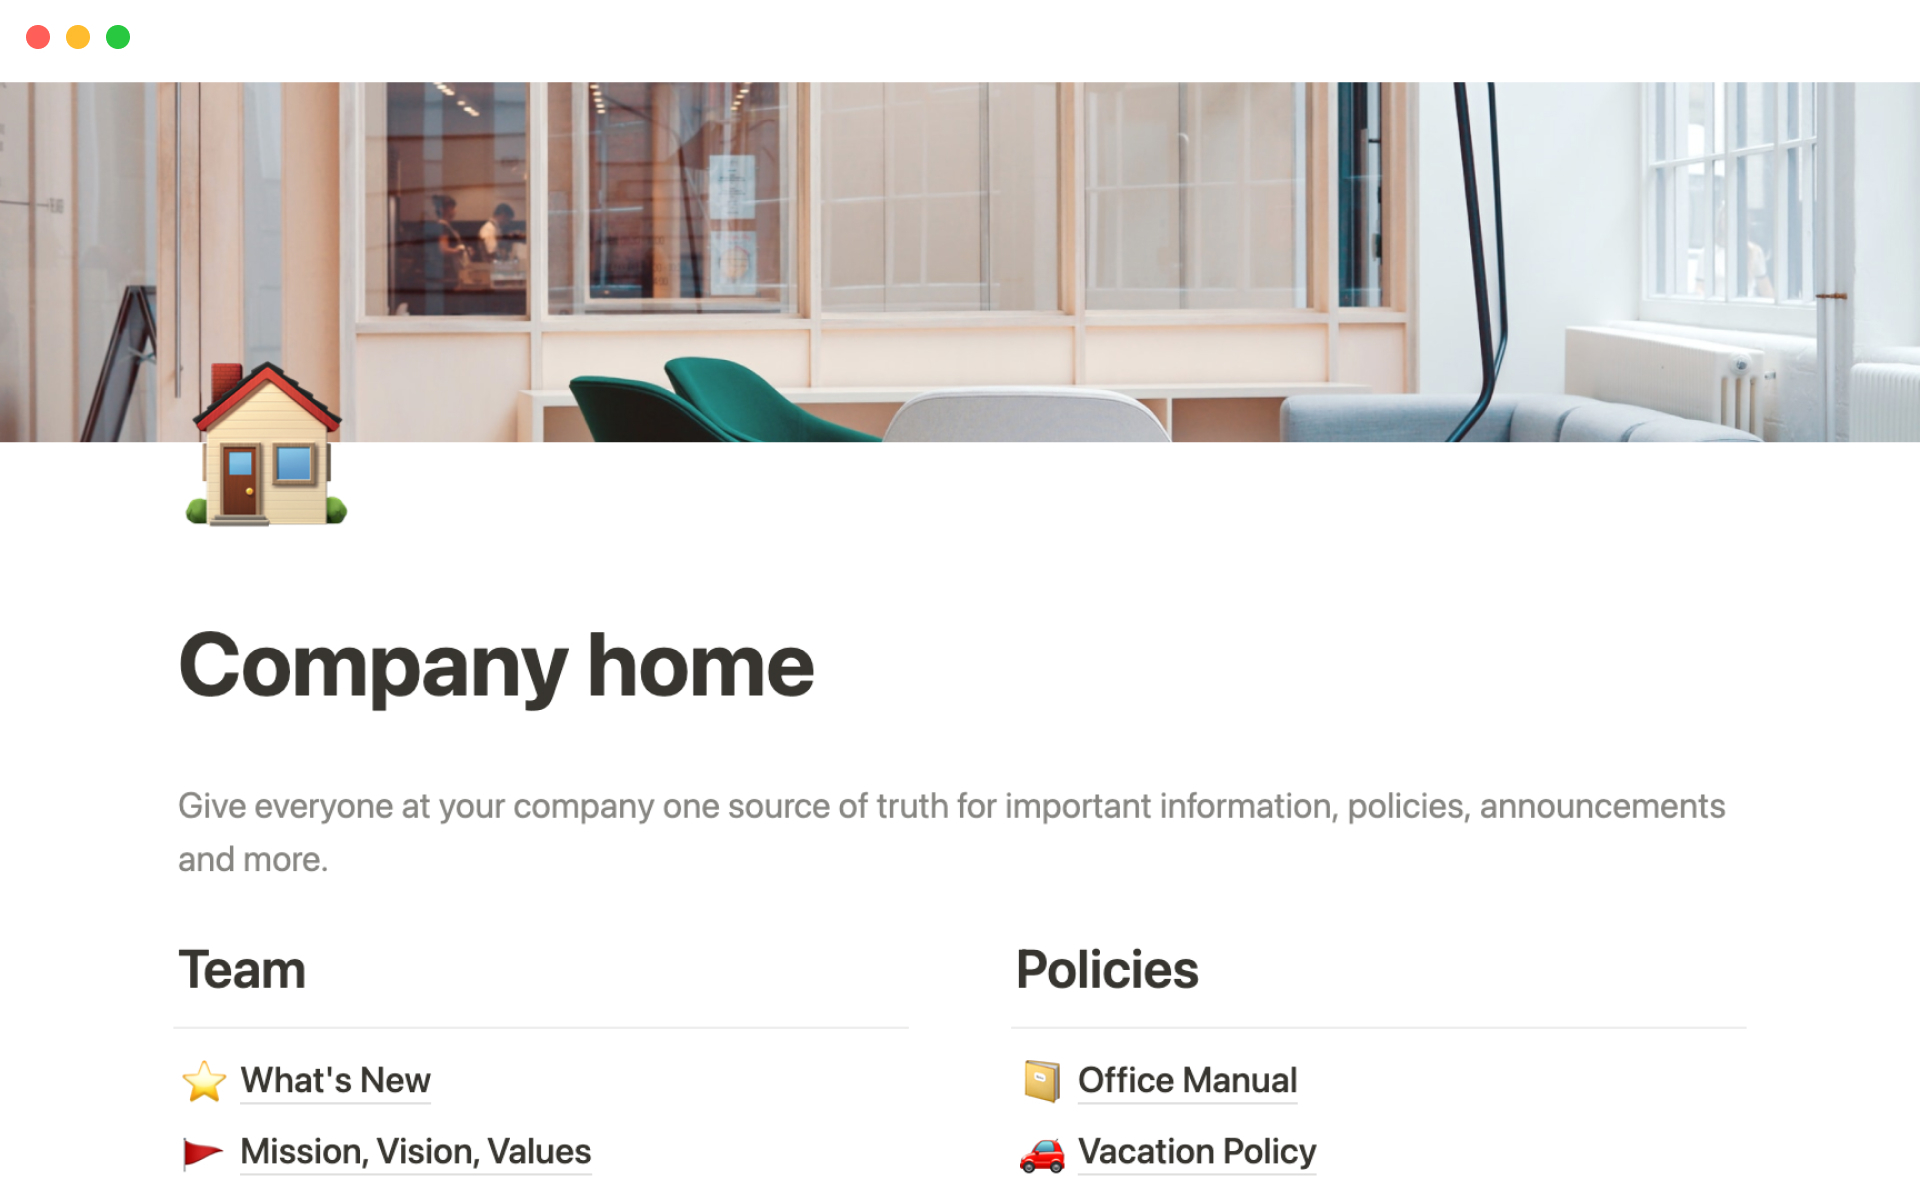 Company home
Give everyone at your company one source of truth for important information, policies, announcements
and more.
Team
What's New
Mission, Vision, Values
Policies
Office Manual
Vacation Policy